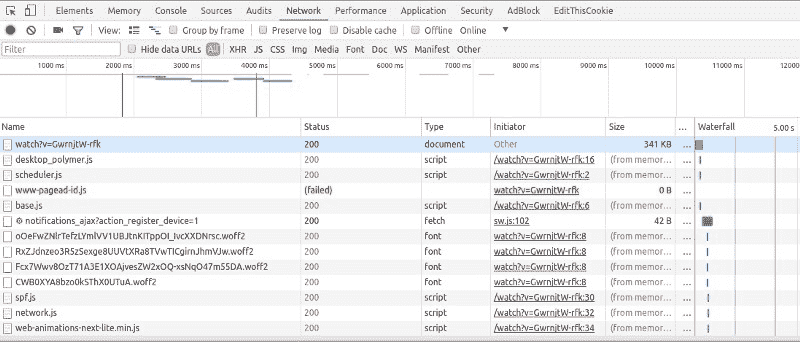 Elements Memory Console Sources Audits Network Performance Application Security AdBlock EditThisCookie
View: Group by frame Preserve log Disable cache Offline Online
Filter Hide data URLs All XHR JS CSS Img Media Font Doc WS Manifest Other
1000 ms 2000 ms 3000 ms 4000 ms 5000 ms 6000 ms 7000 ms 8000 ms 9000 ms 10000 ms 11000 ms 12000
Name Status Type Initiator Size ... Waterfall 5.00 s
watch?v=GwrnjtW-rfk 200 document Other 341 KB ...
desktop_polymer.js 200 script /watch?v=GwrnjtW-rfk:16 (from memor... ...
scheduler.js 200 script /watch?v=GwrnjtW-rfk:2 (from memor... ...
www-pagead-id.js (failed) watch?v=GwrnjtW-rfk 0 B ...
base.js 200 script /watch?v=GwrnjtW-rfk:6 (from memor... ...
notifications_ajax?action_register_device=1 200 fetch sw.js:102 42 B ...
oOeFwZNlrTefzLYmlVV1UBJtnKITppOI_IvcXXDNrsc.woff2 200 font watch?v=GwrnjtW-rfk:8 (from memor... ...
RxZJdnzeo3R5zSexge8UUVtXRa8TVwTICgirnJhmVJw.woff2 200 font watch?v=GwrnjtW-rfk:8 (from memor... ...
Fcx7Wwv8OzT71A3E1XOAjvesZW2xOQ-xsNqO47m55DA.woff2 200 font watch?v=GwrnjtW-rfk:8 (from memor... ...
CWB0XYA8bzo0kSThX0UTuA.woff2 200 font watch?v=GwrnjtW-rfk:8 (from memor... ...
spf.js 200 script /watch?v=GwrnjtW-rfk:30 (from memor... ...
network.js 200 script /watch?v=GwrnjtW-rfk:32 (from memor... ...
web-animations-next-lite.min.js 200 script /watch?v=GwrnjtW-rfk:34 (from memor... ...